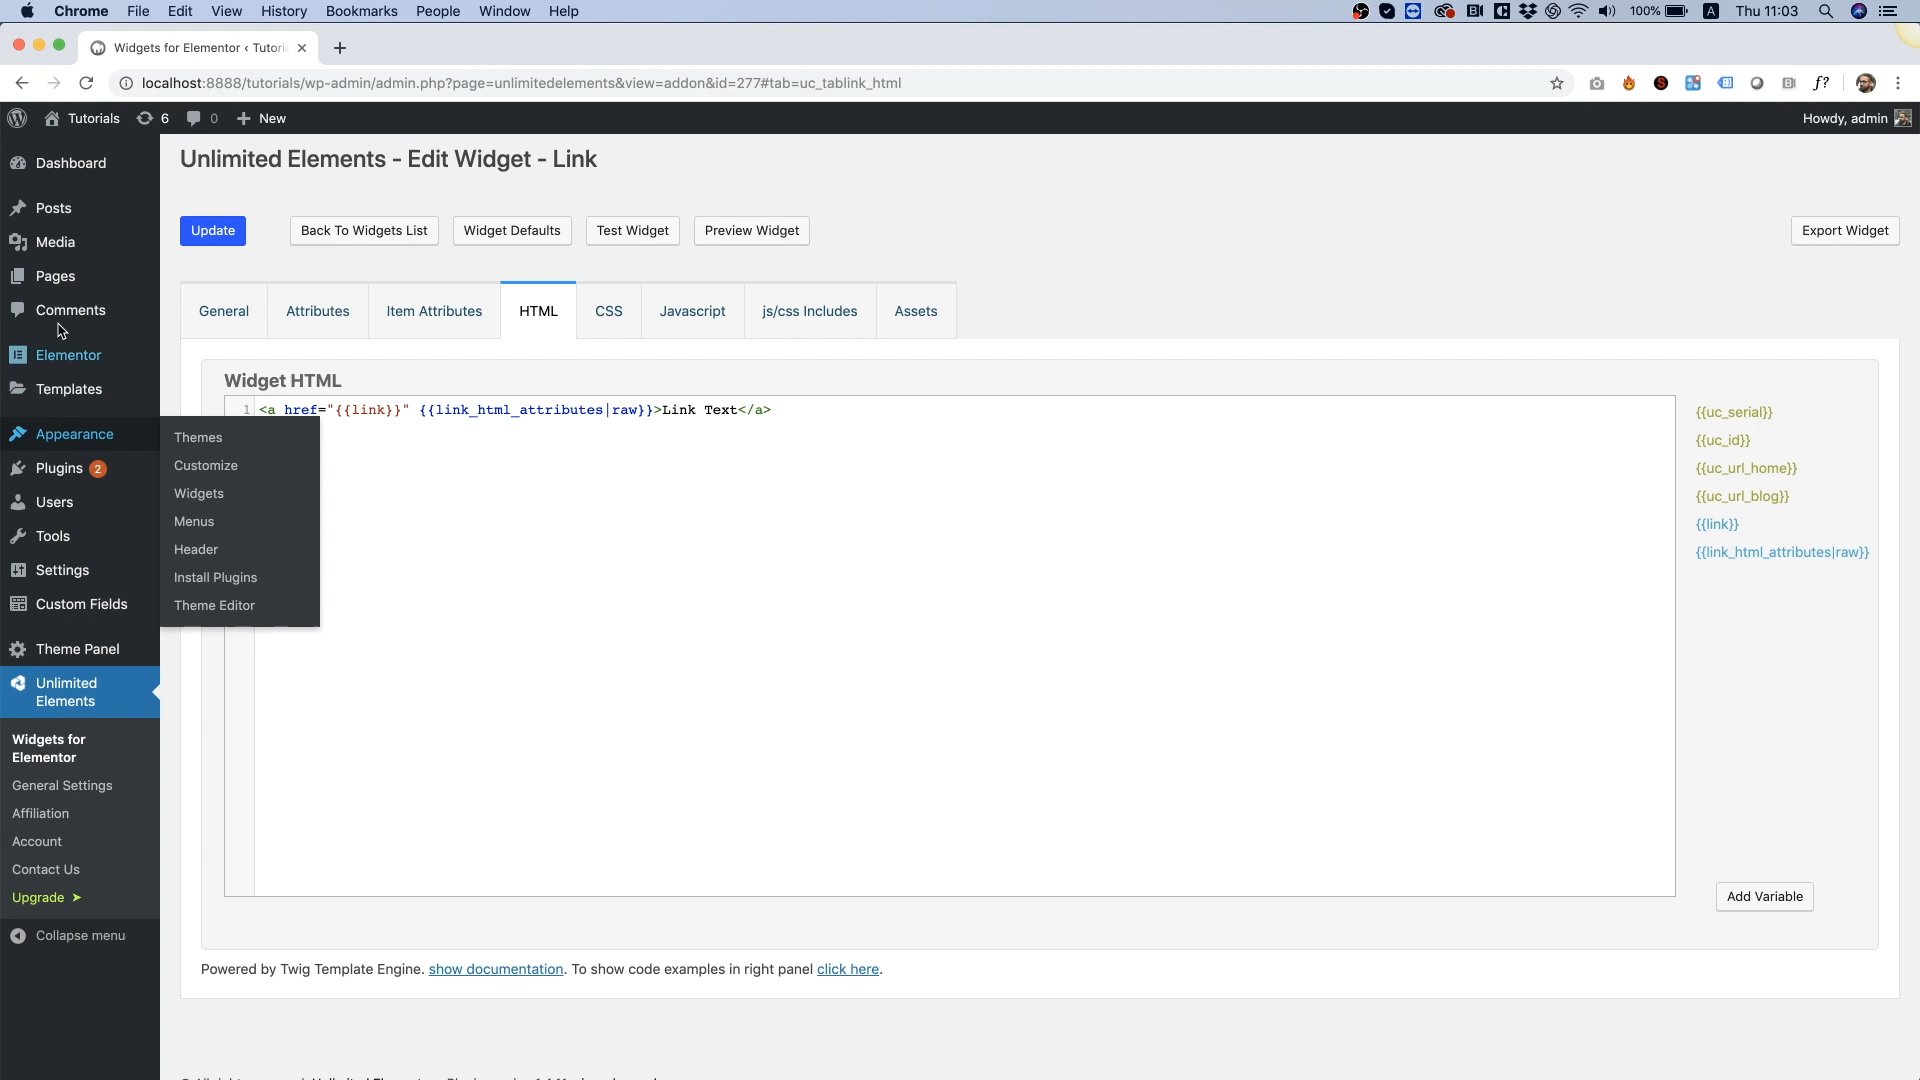 Chrome File Edit View History Bookmarks People Window Help
100% A Thu 11:03
Widgets for Elementor ‹ Tutori
localhost:8888/tutorials/wp-admin/admin.php?page=unlimitedelements&view=addon&id=277#tab=uc_tablink_html
Tutorials 6 0 New
Howdy, admin
Dashboard
Posts
Media
Pages
Comments
Elementor
Templates
Appearance
Plugins 2
Users
Tools
Settings
Custom Fields
Theme Panel
Unlimited
Elements
Widgets for
Elementor
General Settings
Affiliation
Account
Contact Us
Upgrade ➤
Collapse menu
Themes
Customize
Widgets
Menus
Header
Install Plugins
Theme Editor
Unlimited Elements - Edit Widget - Link
Update Back To Widgets List Widget Defaults Test Widget Preview Widget Export Widget
General Attributes Item Attributes HTML CSS Javascript js/css Includes Assets
Widget HTML
1 <a href="{{link}}" {{link_html_attributes|raw}}>Link Text</a>
{{uc_serial}}
{{uc_id}}
{{uc_url_home}}
{{uc_url_blog}}
{{link}}
{{link_html_attributes|raw}}
Add Variable
Powered by Twig Template Engine. show documentation. To show code examples in right panel click here.